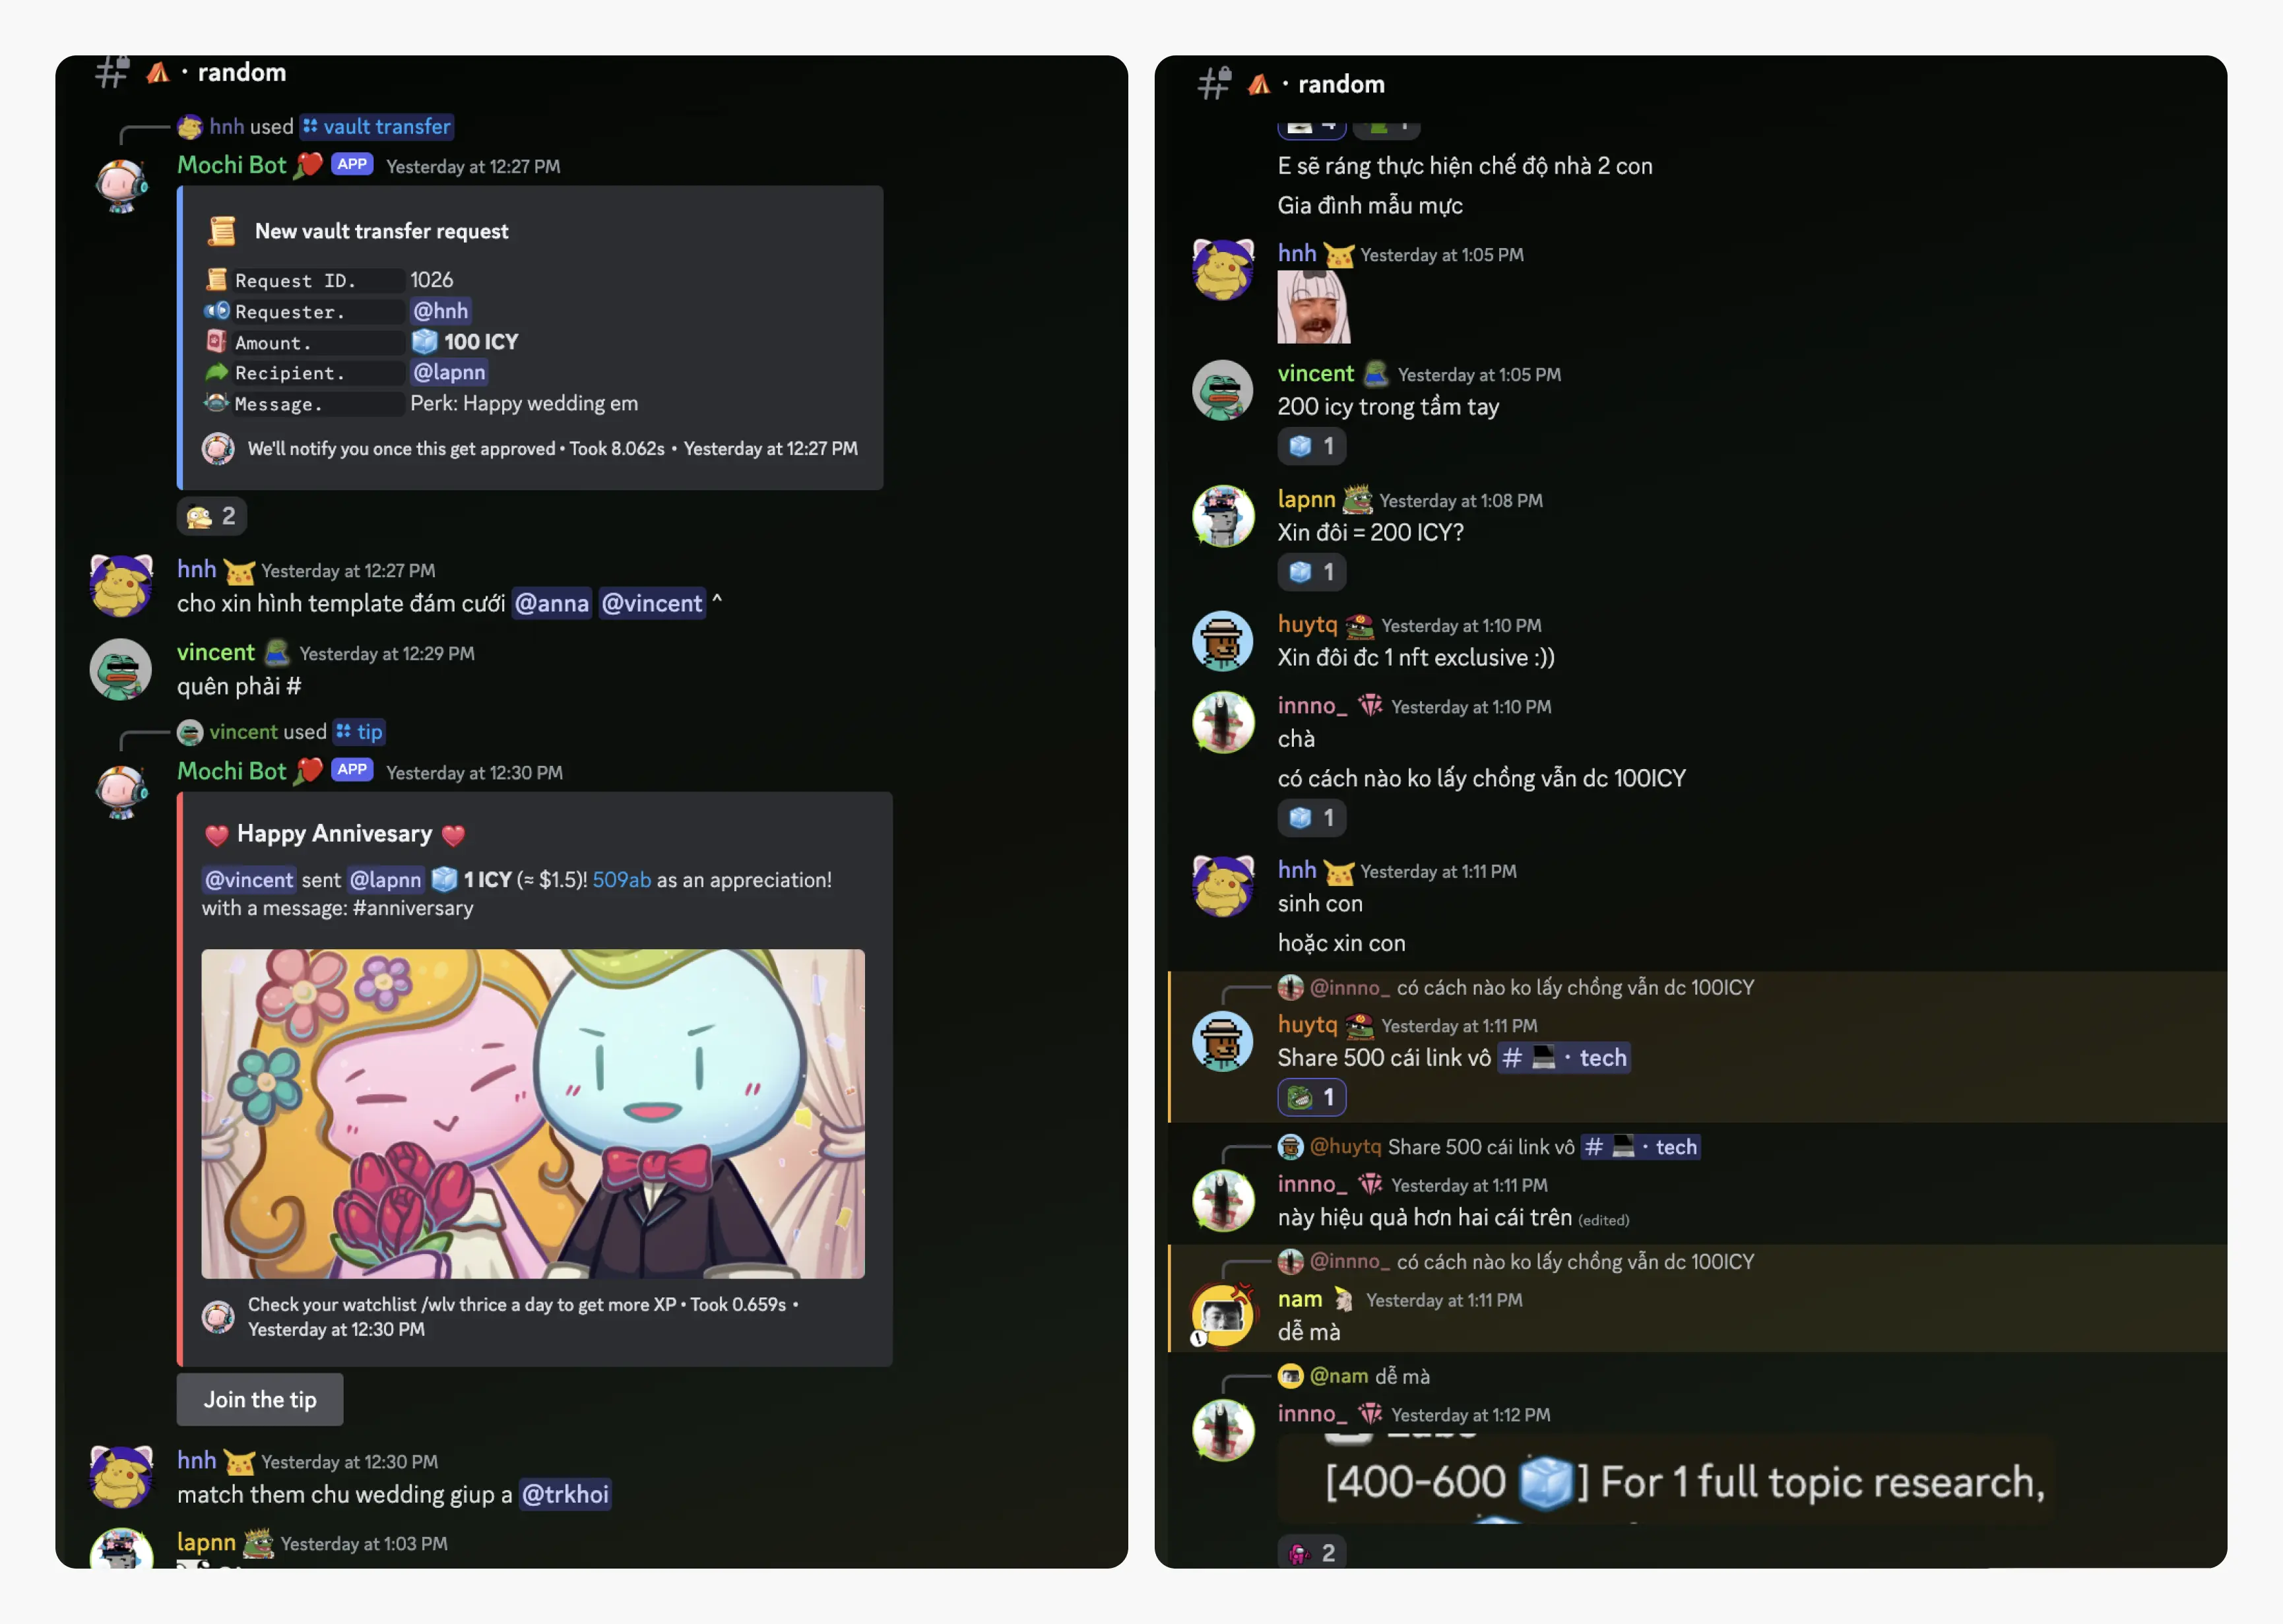 random
hnh used vault transfer
Mochi Bot APP Yesterday at 12:27 PM
New vault transfer request
Request ID. 1026
Requester. @hnh
Amount. 100 ICY
Recipient. @lapnn
Message. Perk: Happy wedding em
We'll notify you once this get approved • Took 8.062s • Yesterday at 12:27 PM
2
hnh Yesterday at 12:27 PM
cho xin hình template đám cưới @anna @vincent ^
vincent Yesterday at 12:29 PM
quên phải #
vincent used tip
Mochi Bot APP Yesterday at 12:30 PM
Happy Annivesary
@vincent sent @lapnn 1 ICY (≈ $1.5)! 509ab as an appreciation!
with a message: #anniversary
Check your watchlist /wlv thrice a day to get more XP • Took 0.659s •
Yesterday at 12:30 PM
Join the tip
hnh Yesterday at 12:30 PM
match them chu wedding giup a @trkhoi
lapnn Yesterday at 1:03 PM
random
E sẽ ráng thực hiện chế độ nhà 2 con
Gia đình mẫu mực
hnh Yesterday at 1:05 PM
vincent Yesterday at 1:05 PM
200 icy trong tầm tay
1
lapnn Yesterday at 1:08 PM
Xin đôi = 200 ICY?
1
huytq Yesterday at 1:10 PM
Xin đôi đc 1 nft exclusive :))
innno_ Yesterday at 1:10 PM
chà
có cách nào ko lấy chồng vẫn dc 100ICY
1
hnh Yesterday at 1:11 PM
sinh con
hoặc xin con
@innno_ có cách nào ko lấy chồng vẫn dc 100ICY
huytq Yesterday at 1:11 PM
Share 500 cái link vô # · tech
1
@huytq Share 500 cái link vô # · tech
innno_ Yesterday at 1:11 PM
này hiệu quả hơn hai cái trên (edited)
@innno_ có cách nào ko lấy chồng vẫn dc 100ICY
nam Yesterday at 1:11 PM
dễ mà
@nam dễ mà
innno_ Yesterday at 1:12 PM
[400-600 ] For 1 full topic research,
2